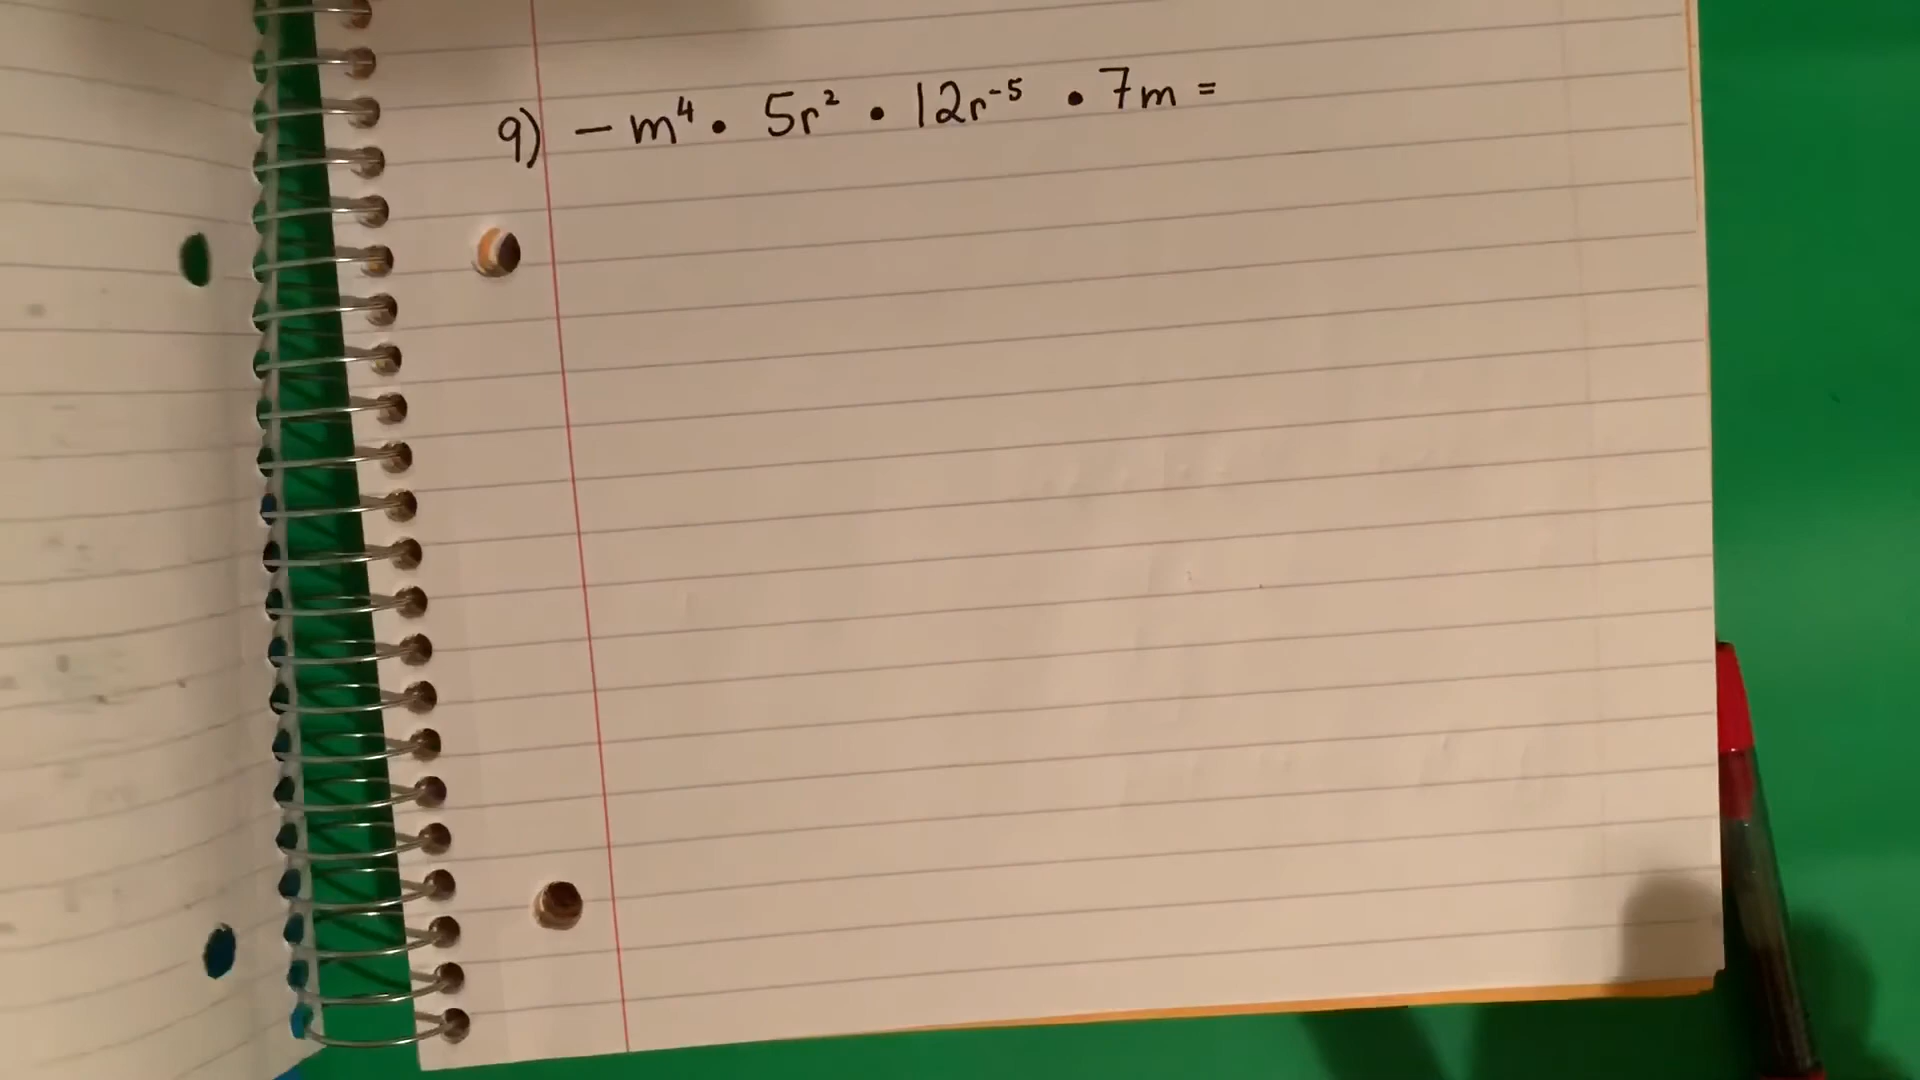 9) - m⁴ • 5r² • 12r⁻⁵ • 7m =